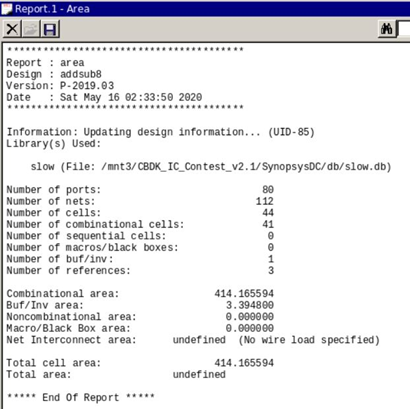 Report.1 - Area
****************************************
Report : area
Design : addsub8
Version: P-2019.03
Date   : Sat May 16 02:33:50 2020
****************************************
Information: Updating design information... (UID-85)
Library(s) Used:
slow (File: /mnt3/CBDK_IC_Contest_v2.1/SynopsysDC/db/slow.db)
Number of ports: 80
Number of nets: 112
Number of cells: 44
Number of combinational cells: 41
Number of sequential cells: 0
Number of macros/black boxes: 0
Number of buf/inv: 1
Number of references: 3
Combinational area: 414.165594
Buf/Inv area: 3.394800
Noncombinational area: 0.000000
Macro/Black Box area: 0.000000
Net Interconnect area: undefined (No wire load specified)
Total cell area: 414.165594
Total area: undefined
***** End Of Report *****